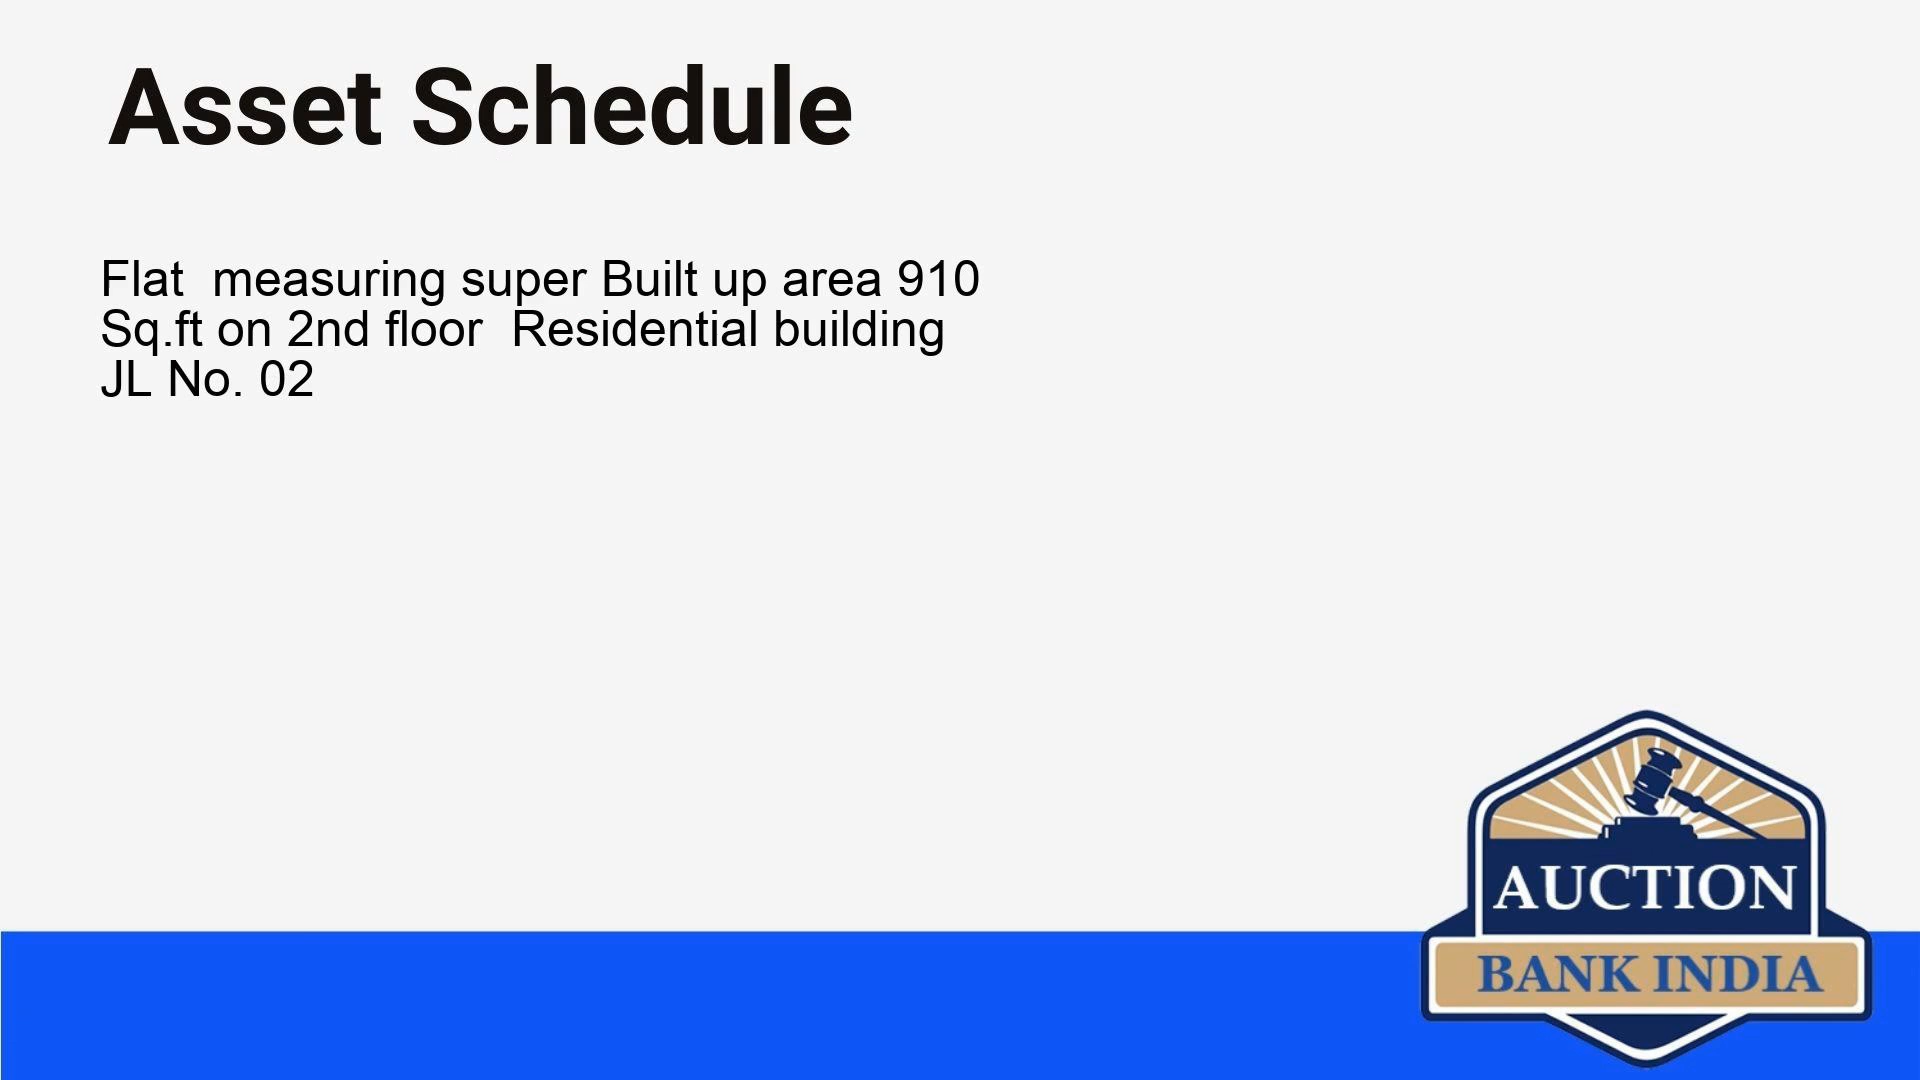 Asset Schedule
Flat  measuring super Built up area 910
Sq.ft on 2nd floor  Residential building
JL No. 02
AUCTION
BANK INDIA